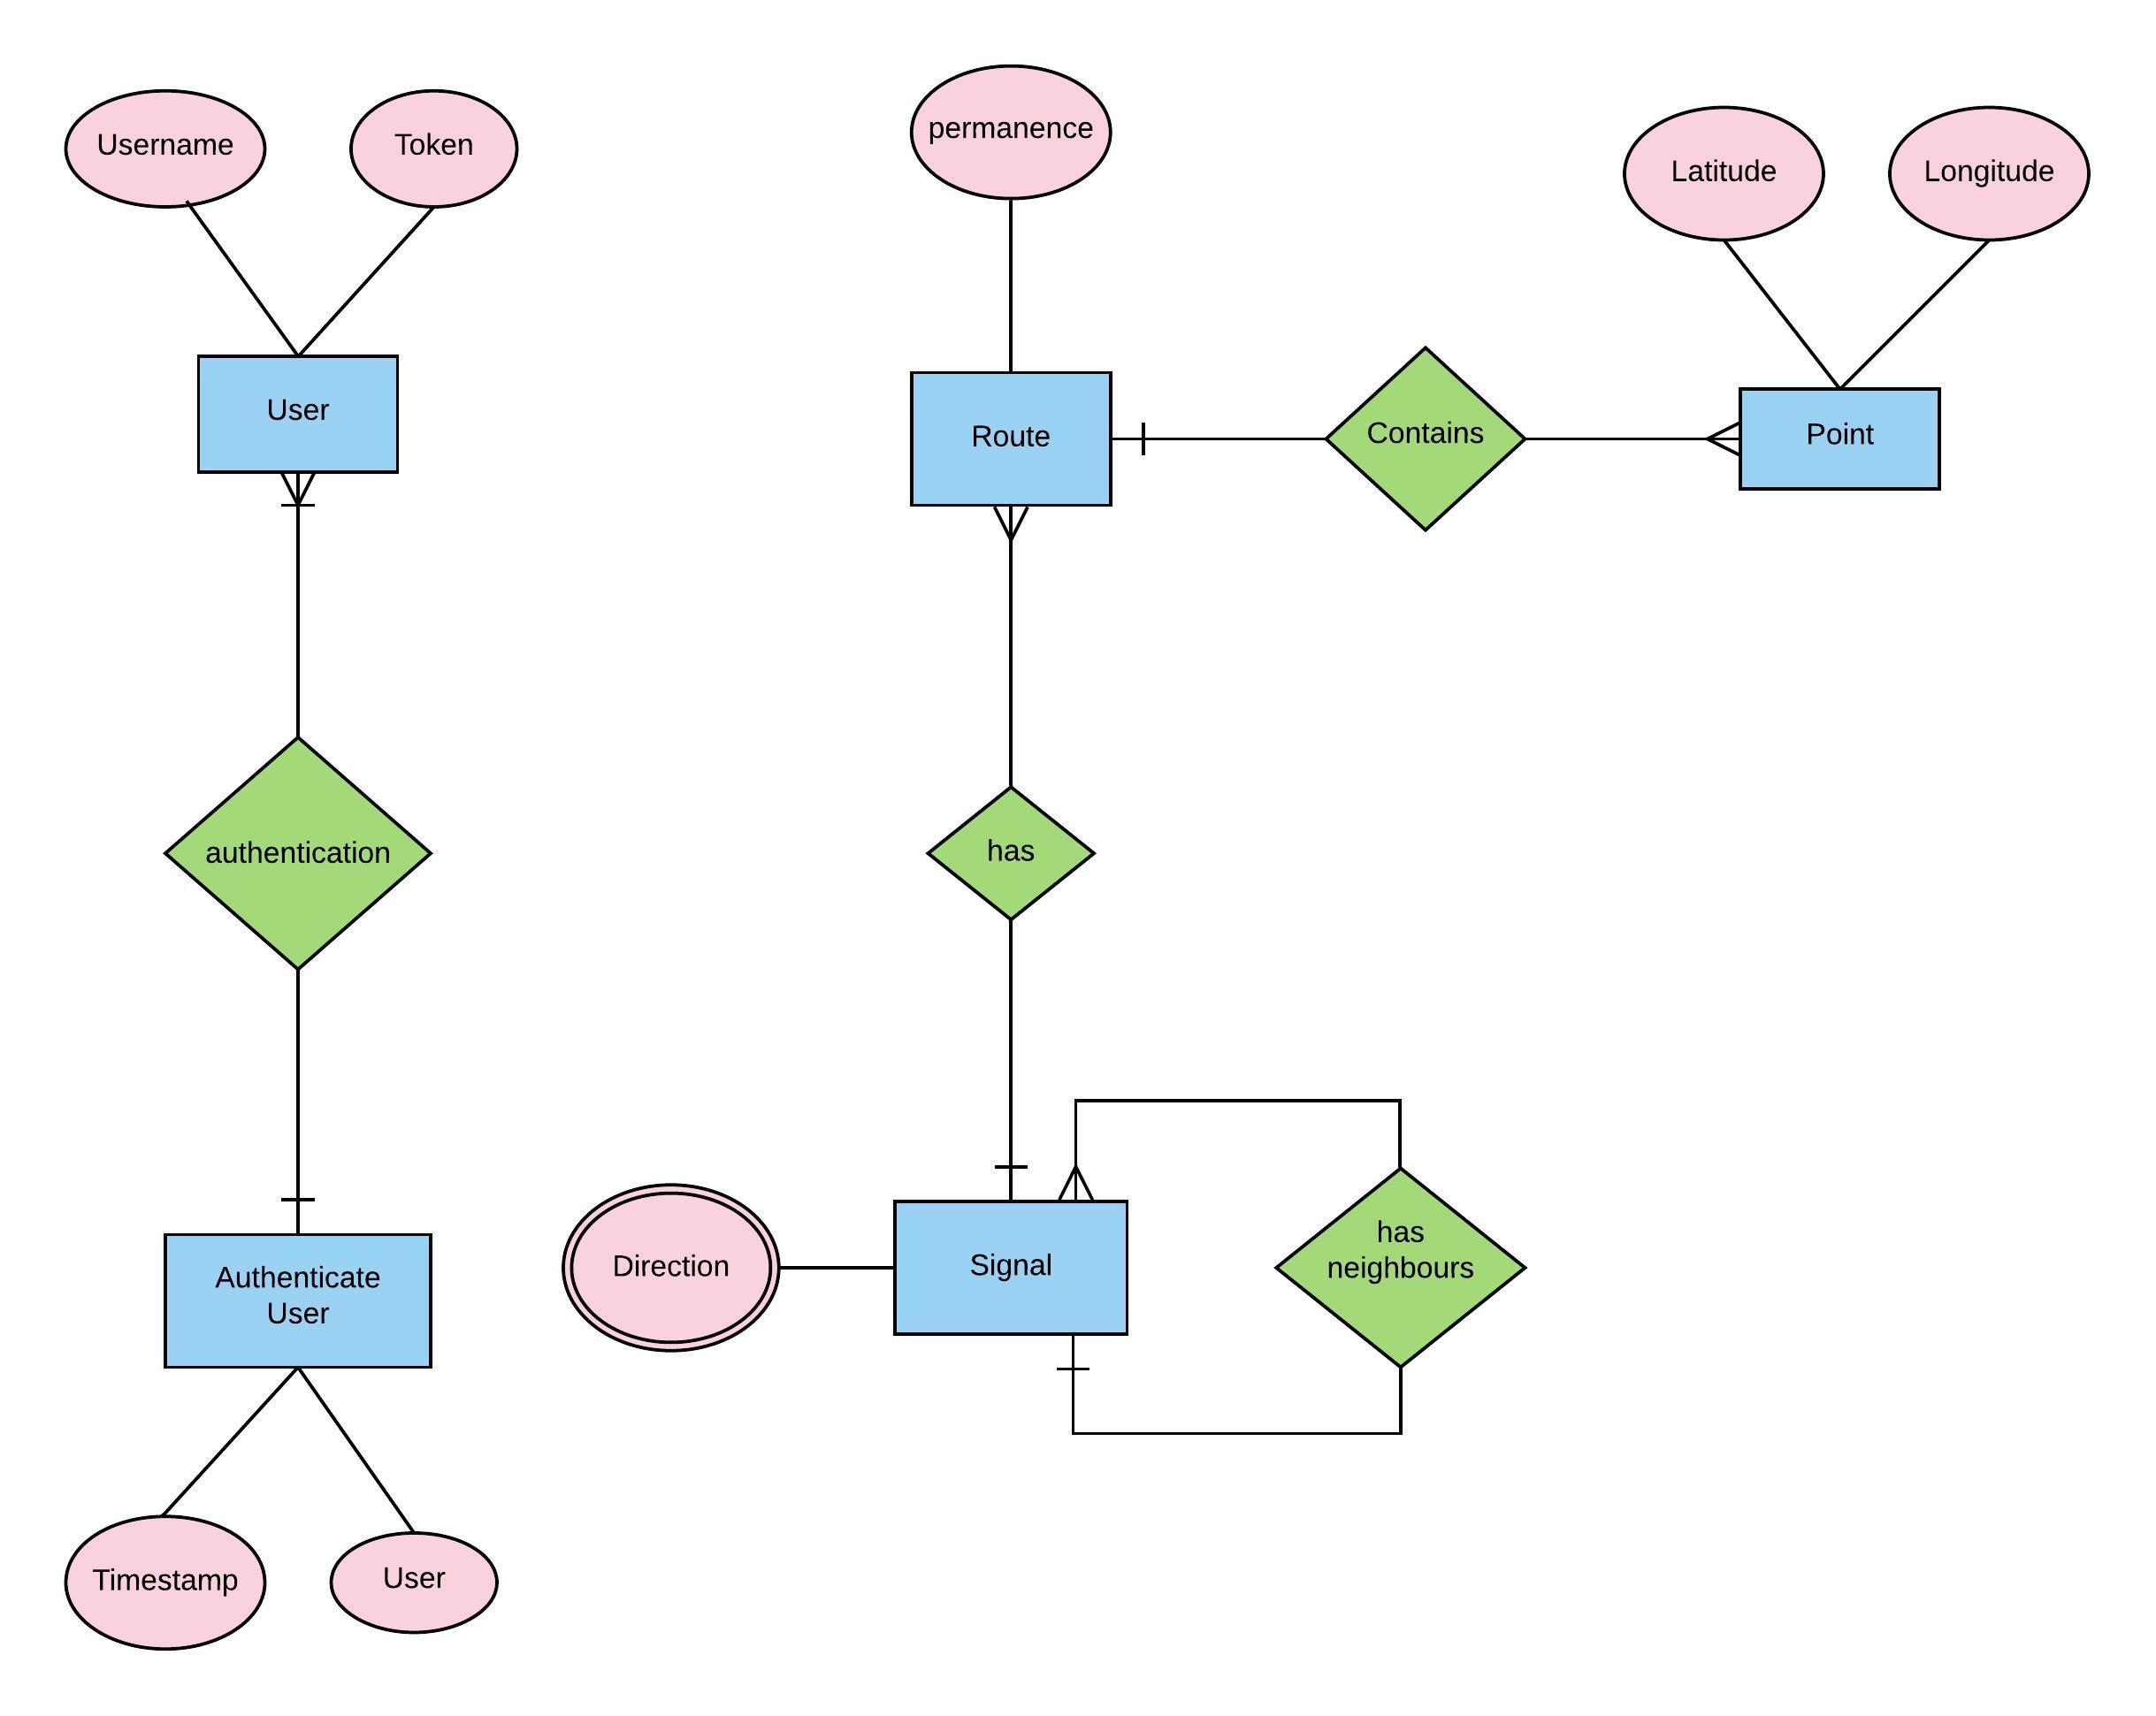 Username
Token
permanence
Latitude
Longitude
User
Route
Contains
Point
authentication
has
Authenticate
User
Direction
Signal
has
neighbours
Timestamp
User